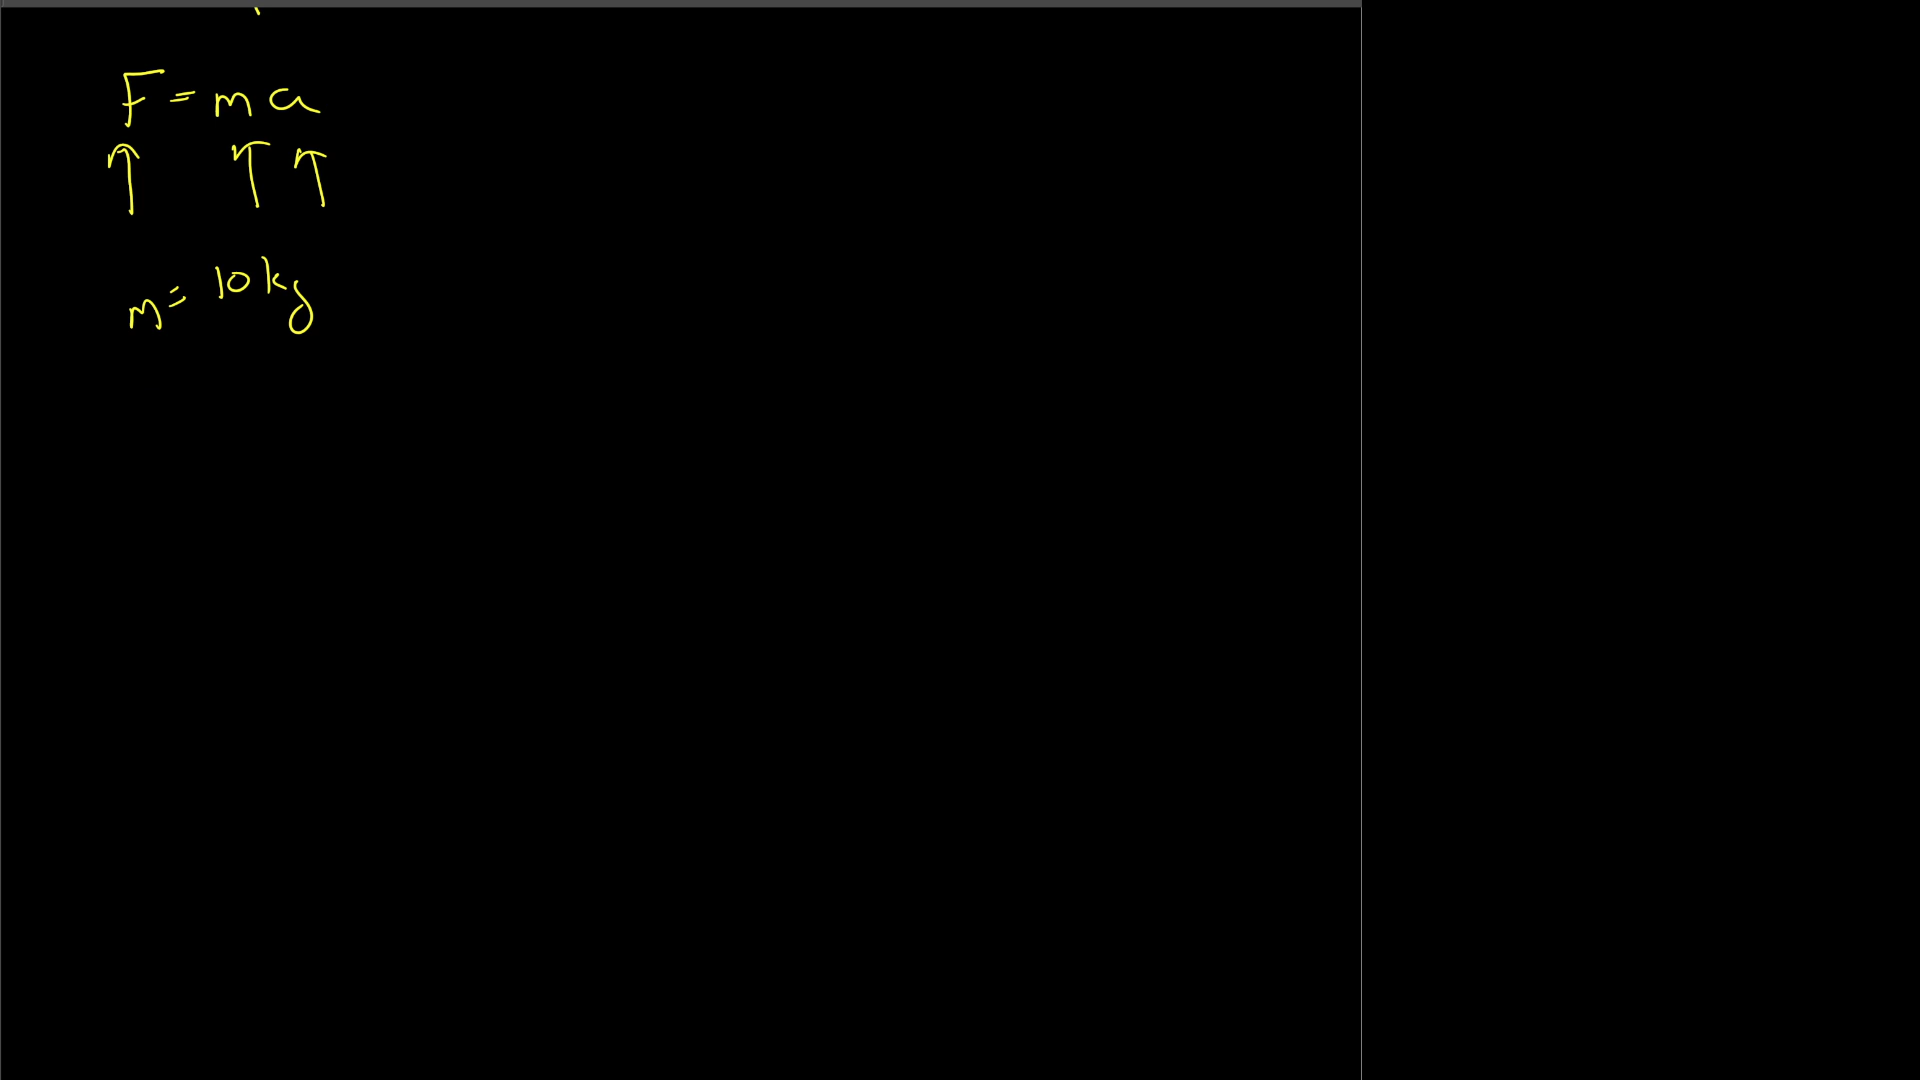 F = ma
↑ ↑ ↑
m = 10kg